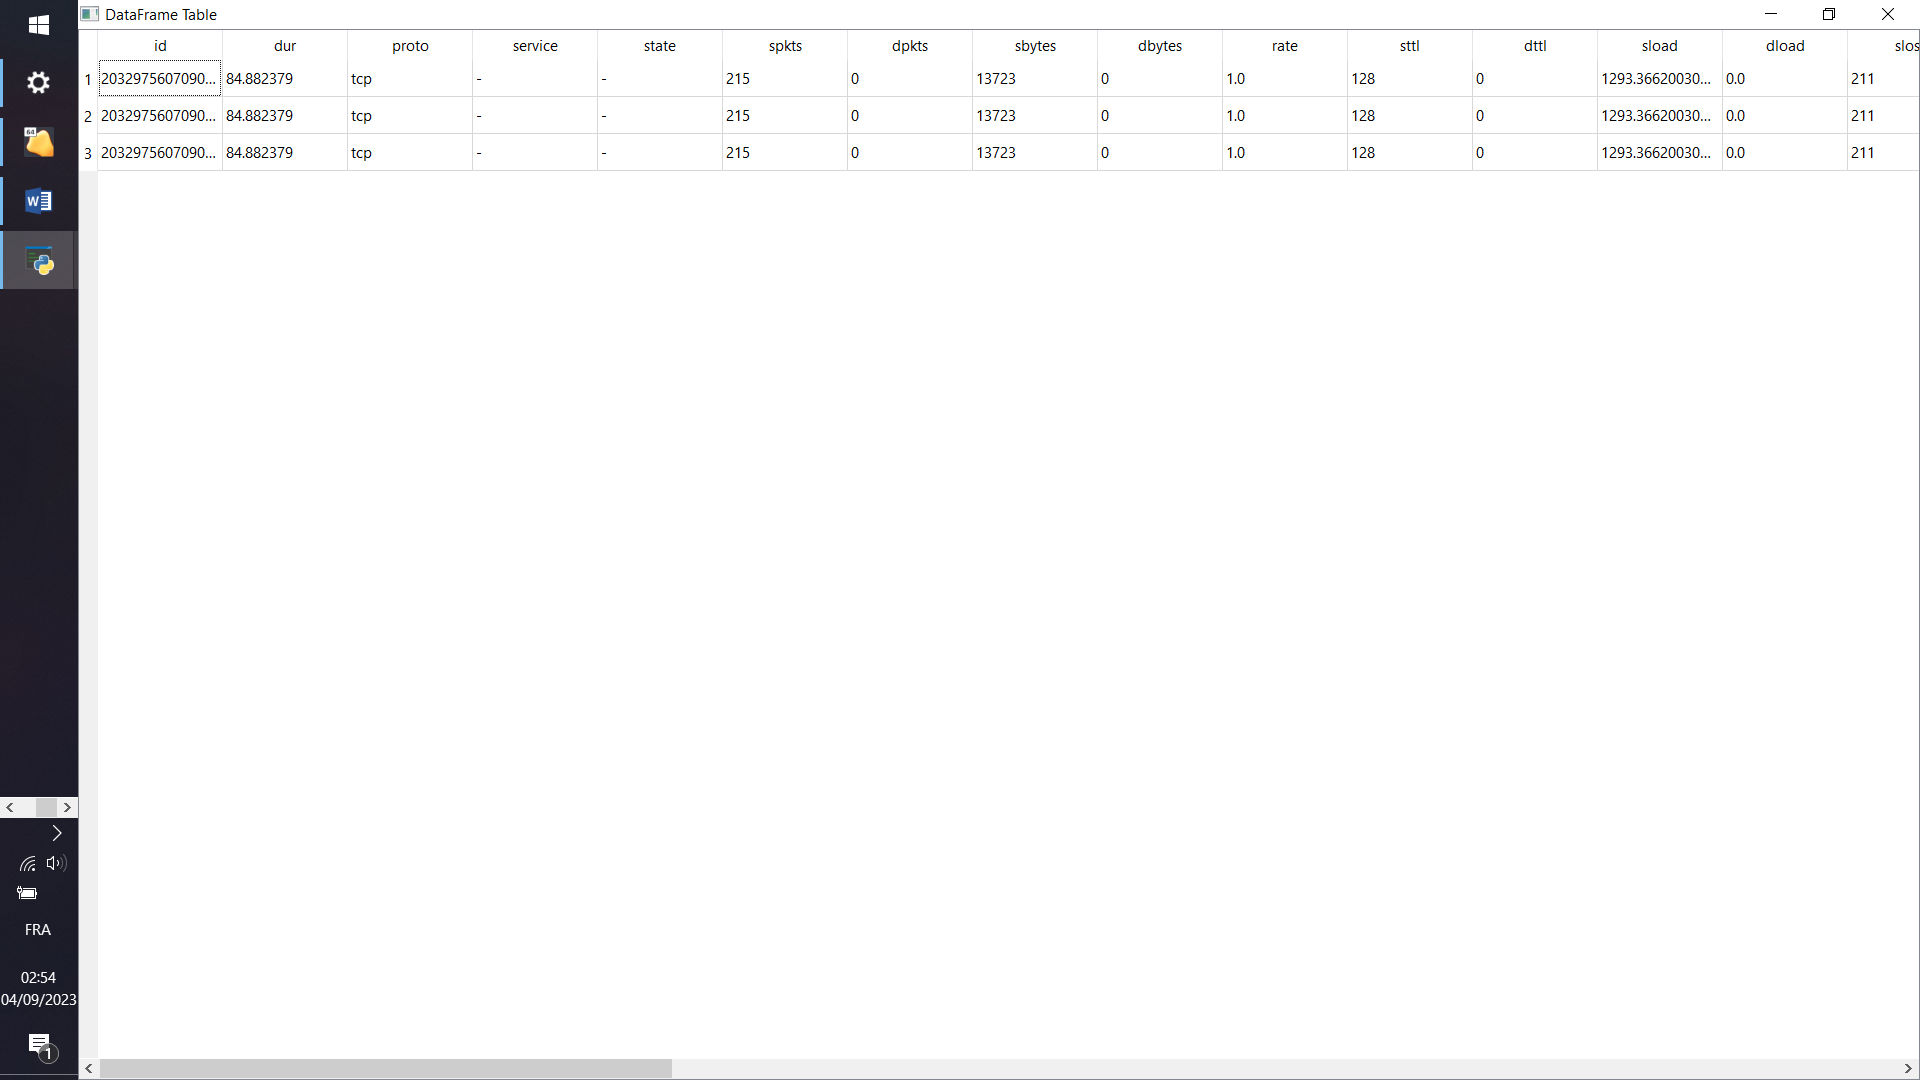 DataFrame Table
id dur proto service state spkts dpkts sbytes dbytes rate sttl dttl sload dload slos
1 2032975607090... 84.882379 tcp - - 215 0 13723 0 1.0 128 0 1293.36620030... 0.0 211
2 2032975607090... 84.882379 tcp - - 215 0 13723 0 1.0 128 0 1293.36620030... 0.0 211
3 2032975607090... 84.882379 tcp - - 215 0 13723 0 1.0 128 0 1293.36620030... 0.0 211
64
W
FRA
02:54
04/09/2023
1